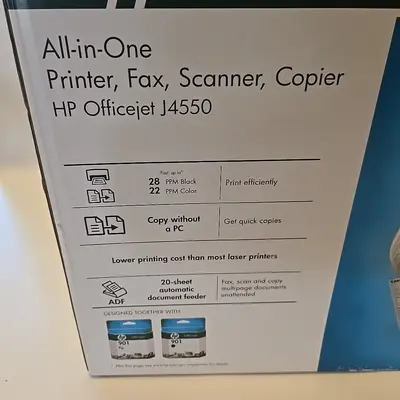 All-in-One
Printer, Fax, Scanner, Copier
HP Officejet J4550
28 PPM Black
22 PPM Color
Print efficiently
Copy without
a PC
Get quick copies
Lower printing cost than most laser printers
ADF
20-sheet
automatic
document feeder
Fax, scan and copy
multipage documents
unattended
DESIGNED TOGETHER WITH
901
901